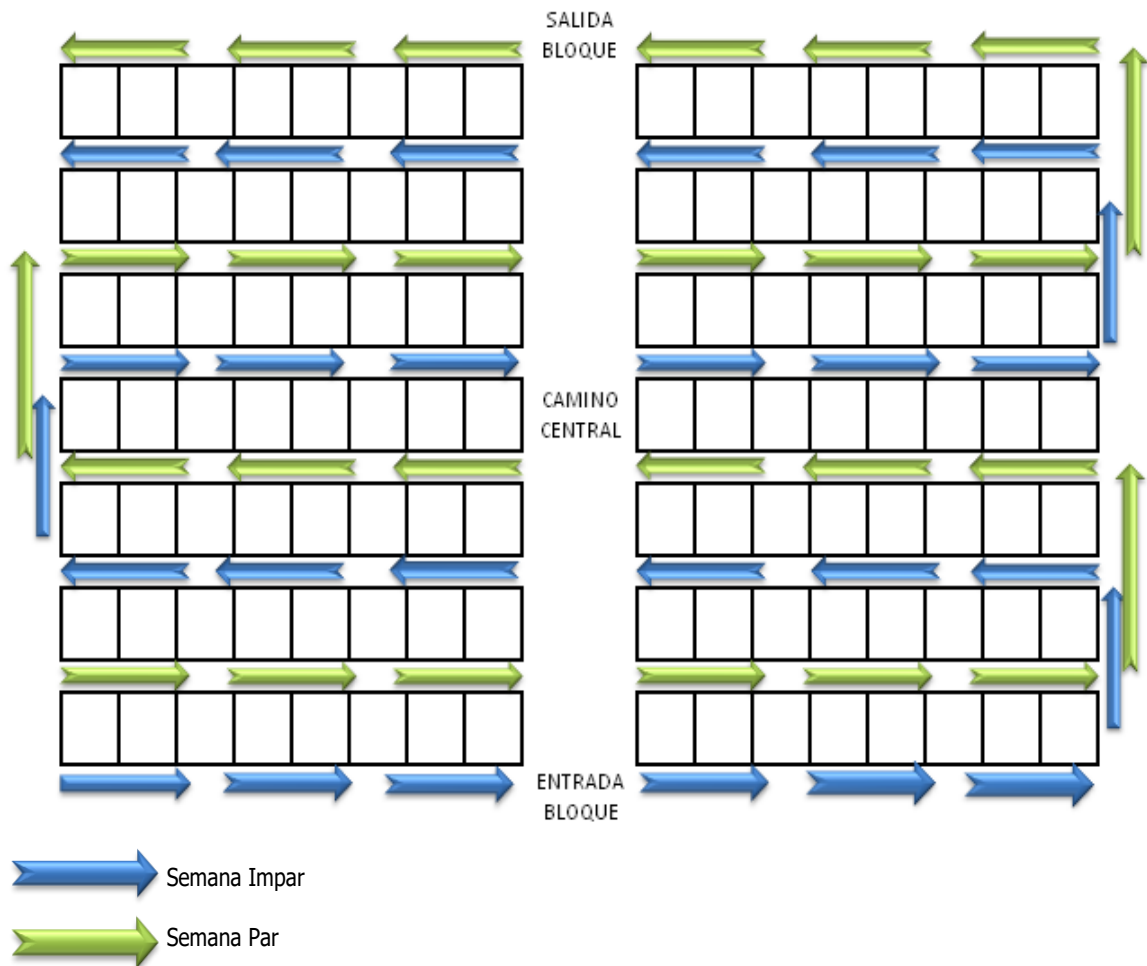 SALIDA
BLOQUE
CAMINO
CENTRAL
ENTRADA
BLOQUE
Semana Impar
Semana Par